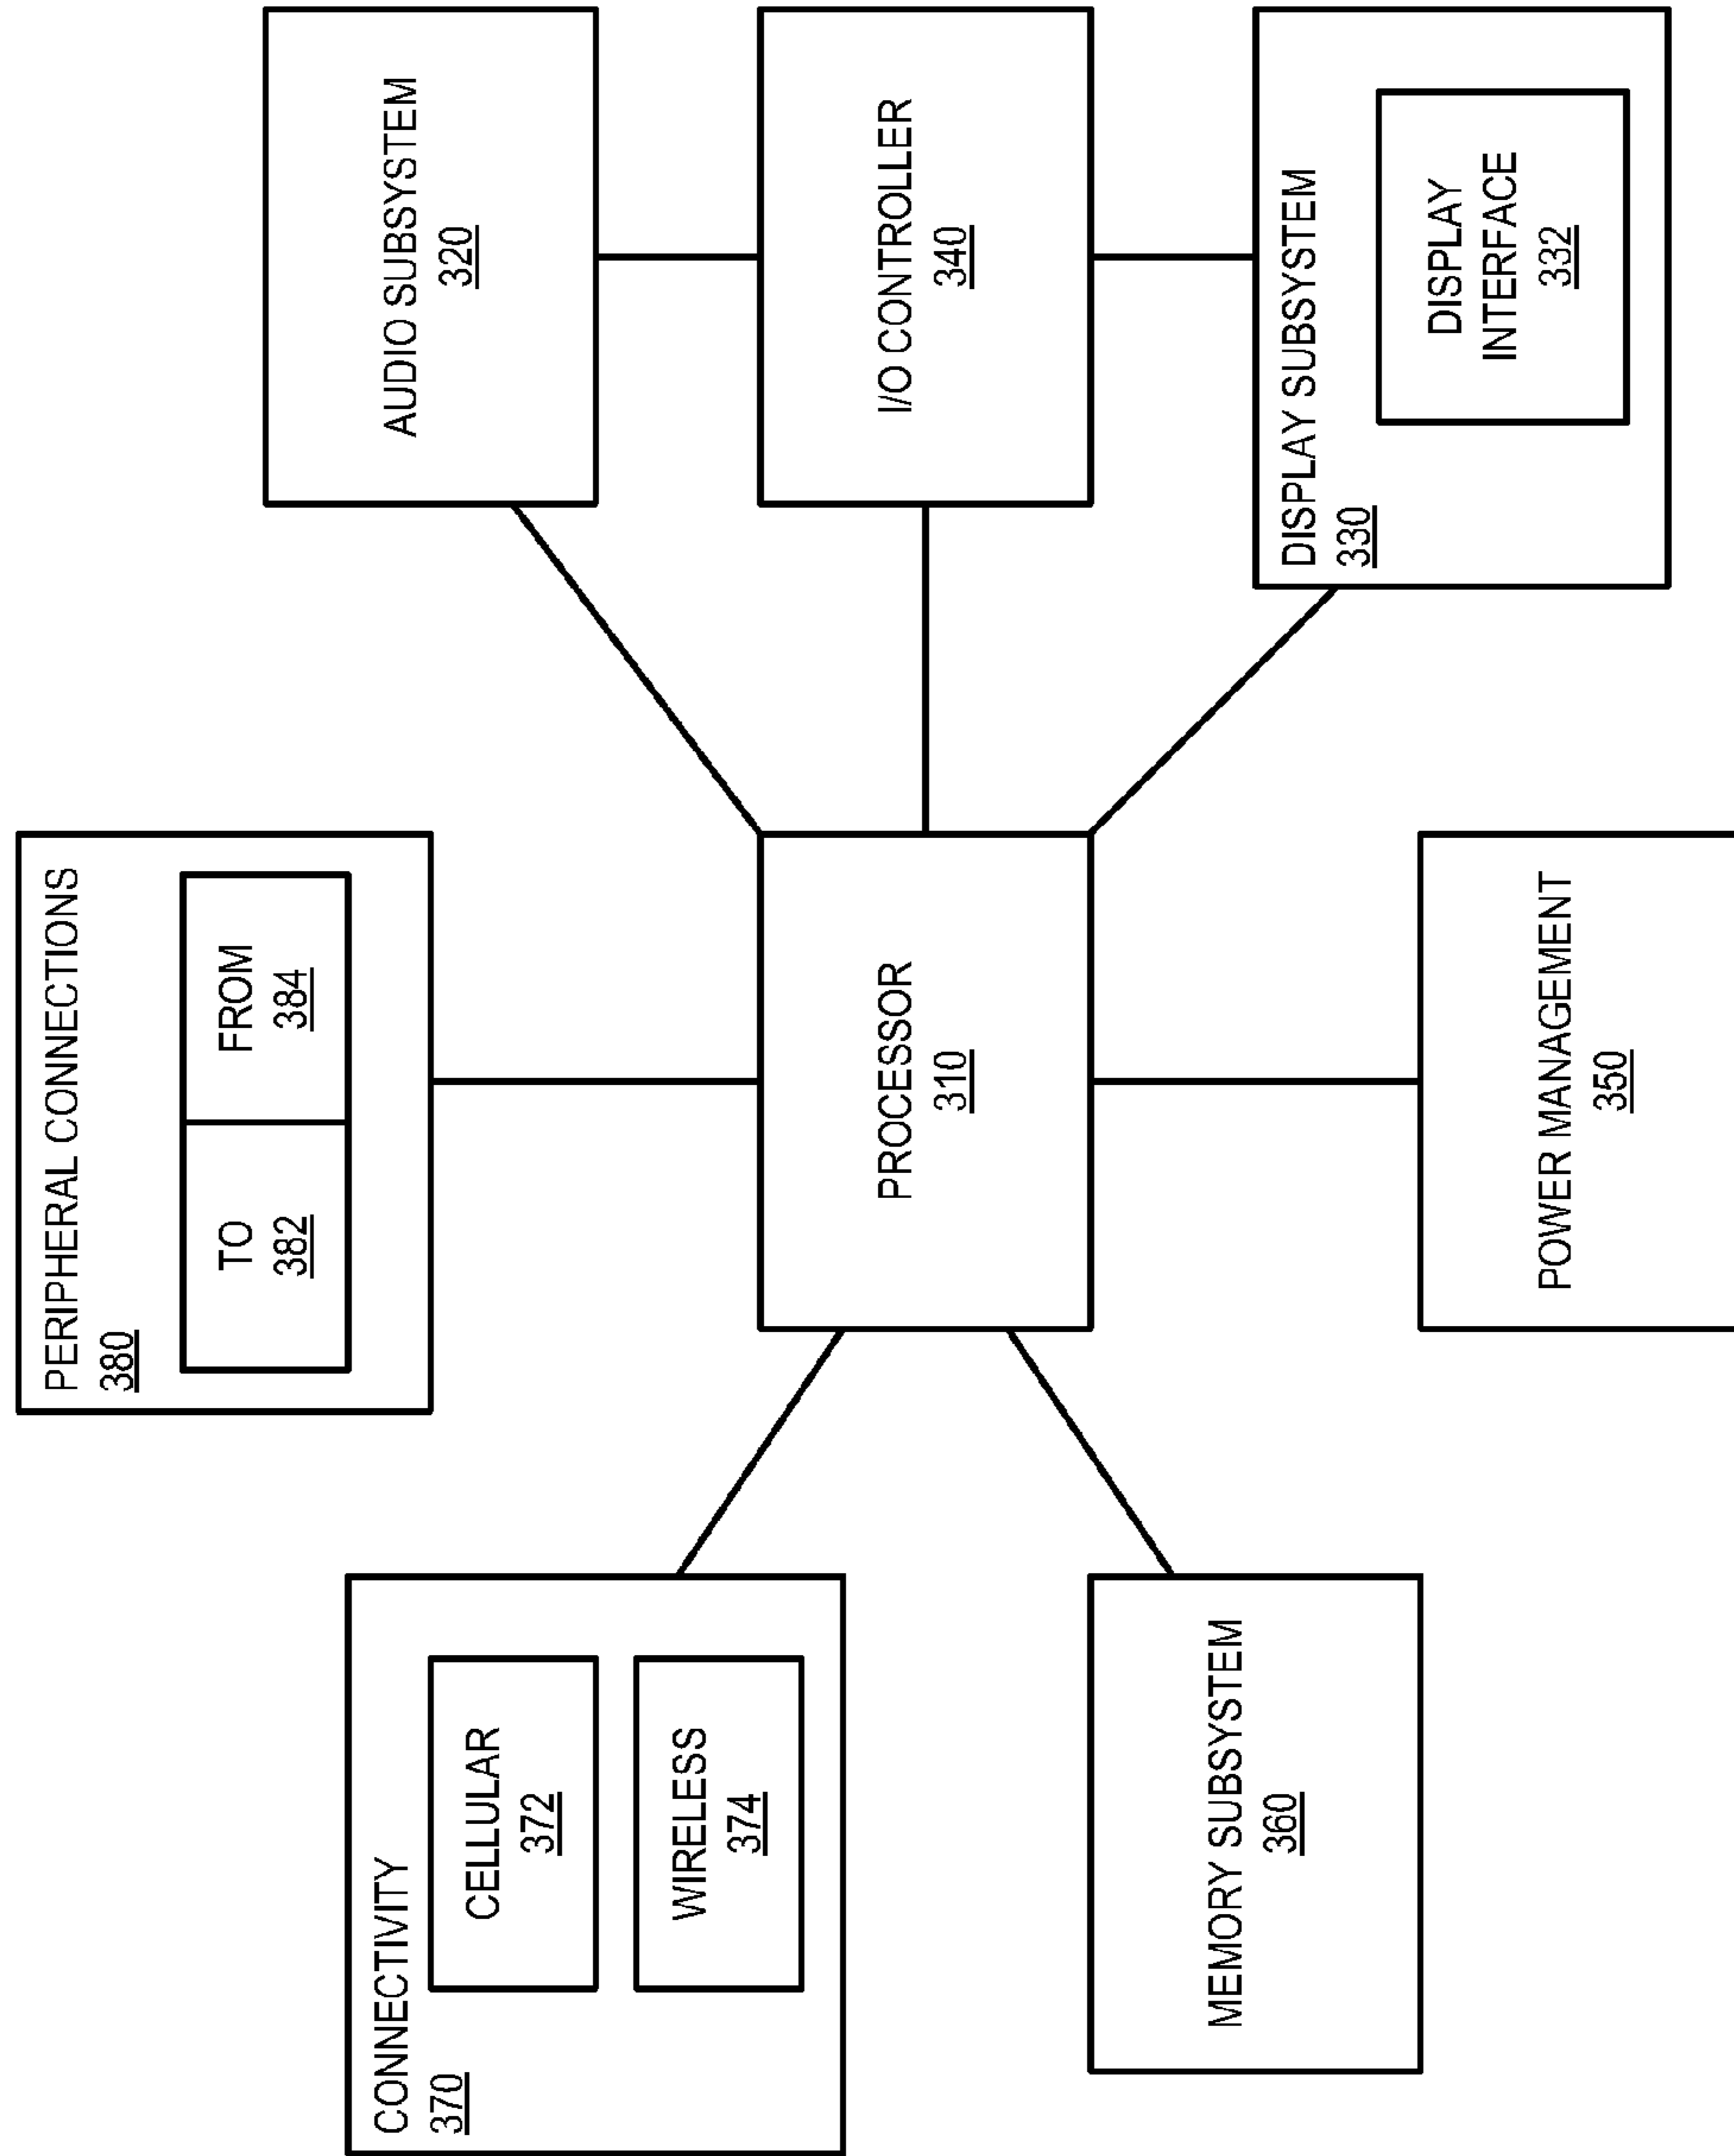 PERIPHERAL CONNECTIONS
380
TO
382
FROM
384
CONNECTIVITY
370
CELLULAR
372
WIRELESS
374
AUDIO SUBSYSTEM
320
PROCESSOR
310
I/O CONTROLLER
340
MEMORY SUBSYSTEM
360
DISPLAY SUBSYSTEM
330
DISPLAY
INTERFACE
332
POWER MANAGEMENT
350